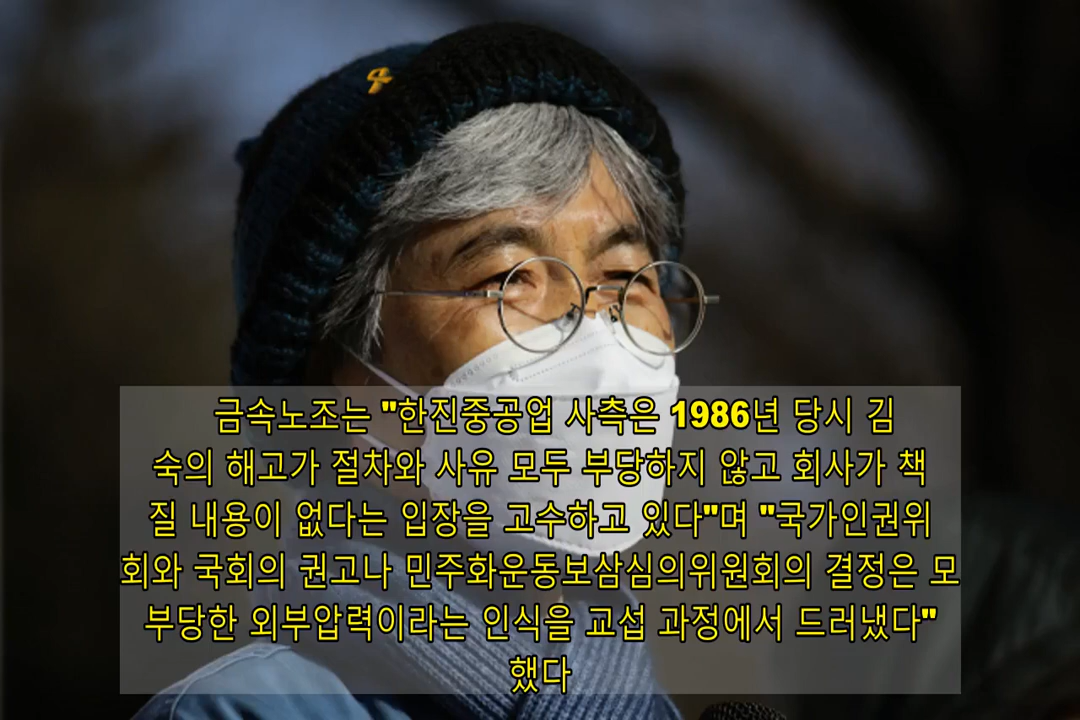 금속노조는 "한진중공업 사측은 1986년 당시 김
숙의 해고가 절차와 사유 모두 부당하지 않고 회사가 책
질 내용이 없다는 입장을 고수하고 있다"며 "국가인권위
회와 국회의 권고나 민주화운동보삼심의위원회의 결정은 모
부당한 외부압력이라는 인식을 교섭 과정에서 드러냈다"
했다